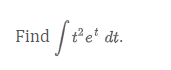 Find ∫ t²eᵗ dt.